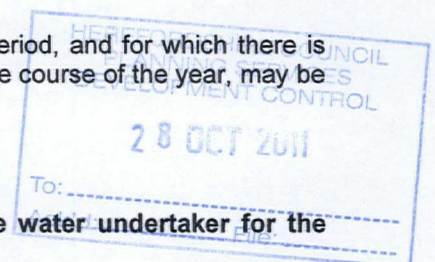 eriod, and for which there is
HEREFORDSHIRE COUNCIL
PLANNING SERVICES
e course of the year, may be
DEVELOPMENT CONTROL
28 OCT 2011
To:
e water undertaker for the
File: